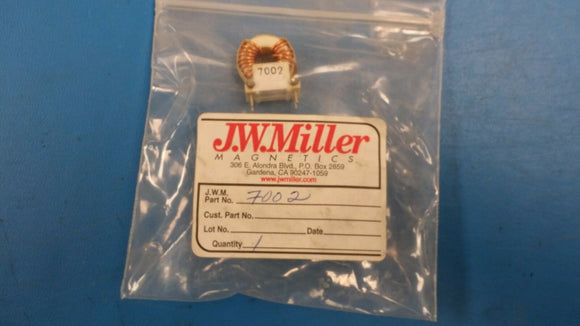 7002
J.W.Miller
MAGNETICS
306 E. Alondra Blvd., P.O. Box 2859
Gardena, CA 90247-1059
www.jwmiller.com
J.W.M.
Part No. 7002
Cust. Part No.
Lot No. Date
Quantity 1